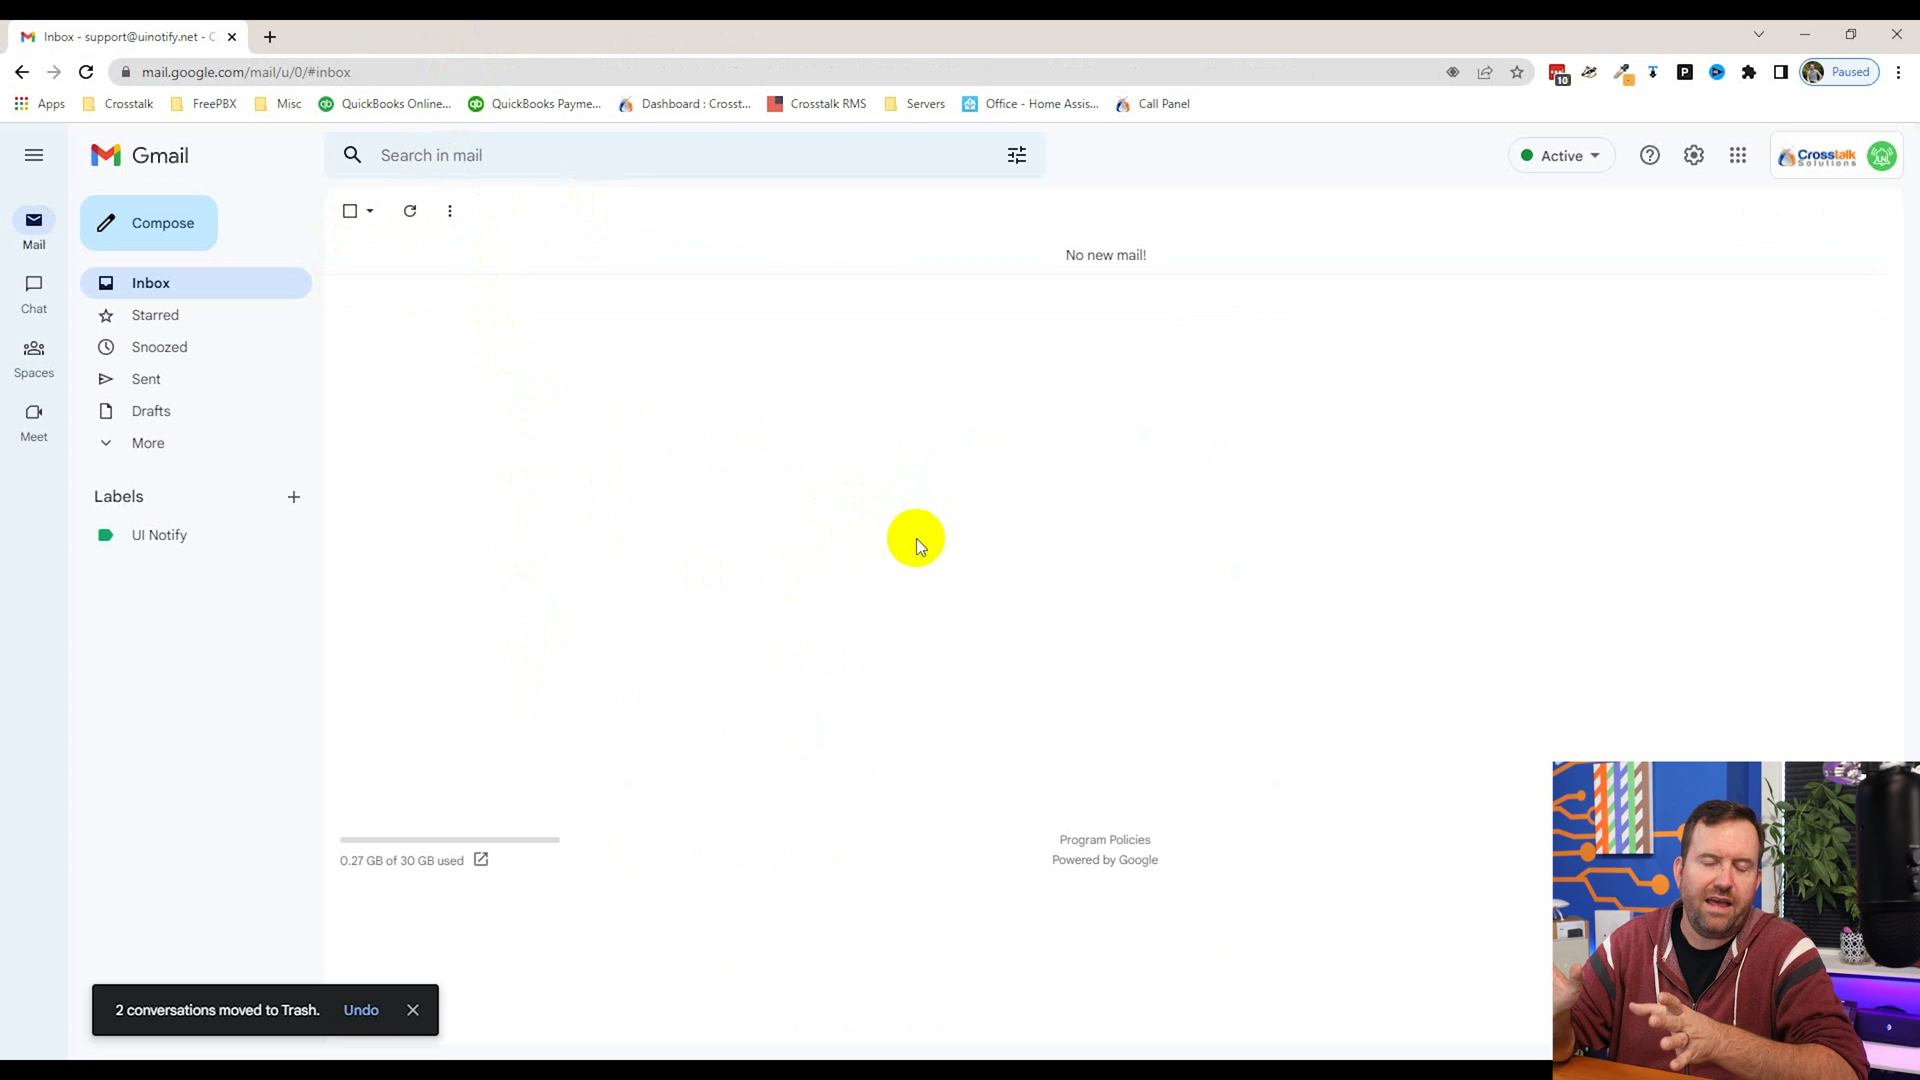 Inbox - support@uinotify.net - C
mail.google.com/mail/u/0/#inbox
10
Paused
Apps
Crosstalk
FreePBX
Misc
QuickBooks Online...
QuickBooks Payme...
Dashboard : Crosst...
Crosstalk RMS
Servers
Office - Home Assis...
Call Panel
Gmail
Search in mail
Active
Crosstalk
Solutions
Compose
Mail
No new mail!
Inbox
Chat
Starred
Snoozed
Spaces
Sent
Drafts
Meet
More
Labels
UI Notify
Program Policies
0.27 GB of 30 GB used
Powered by Google
2 conversations moved to Trash.
Undo